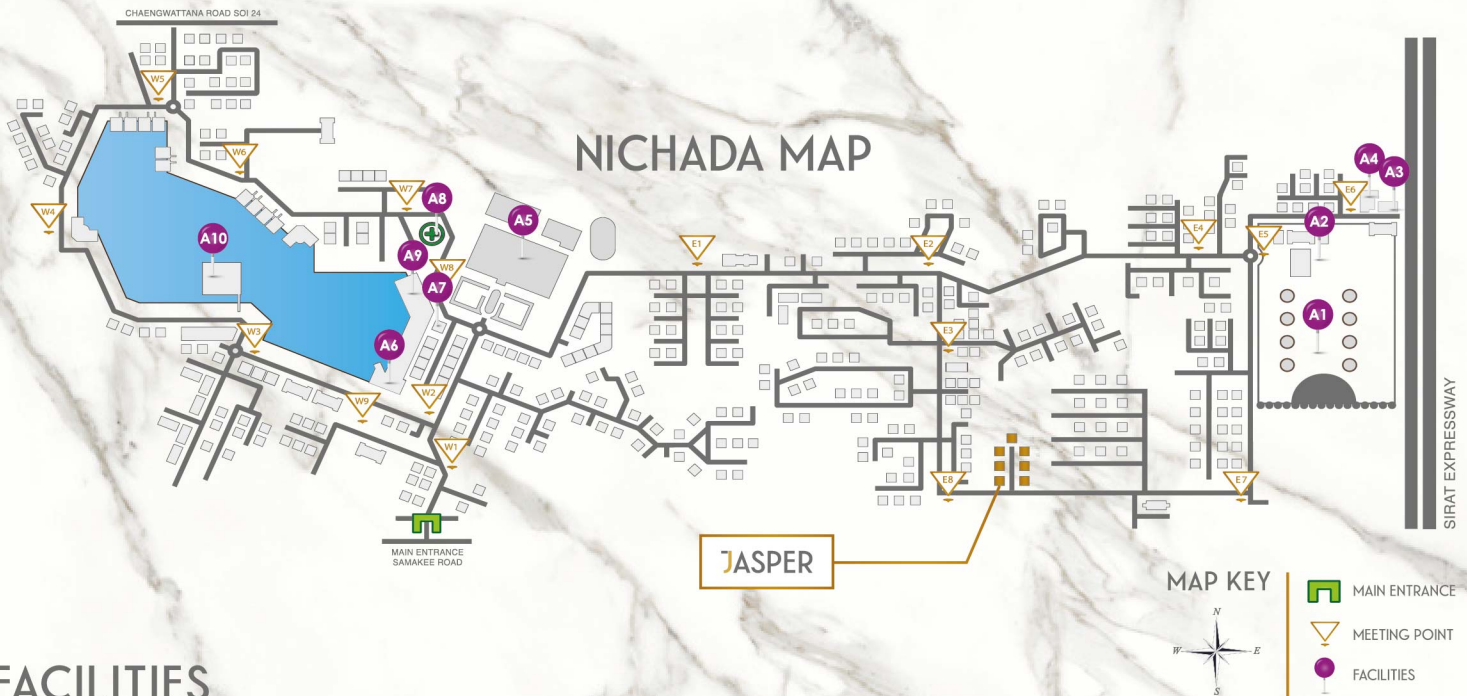 CHAENGWATTANA ROAD SOI 24
NICHADA MAP
W5
W6
W7
A8
W4
A10
A5
A9
W8
A7
E1
E2
E4
E5
E6
A4
A3
A2
A1
W3
A6
E3
W9
W2
W1
E8
E7
SIRAT EXPRESSWAY
MAIN ENTRANCE
SAMAKEE ROAD
JASPER
MAP KEY
N
W E
S
MAIN ENTRANCE
MEETING POINT
FACILITIES
FACILITIES